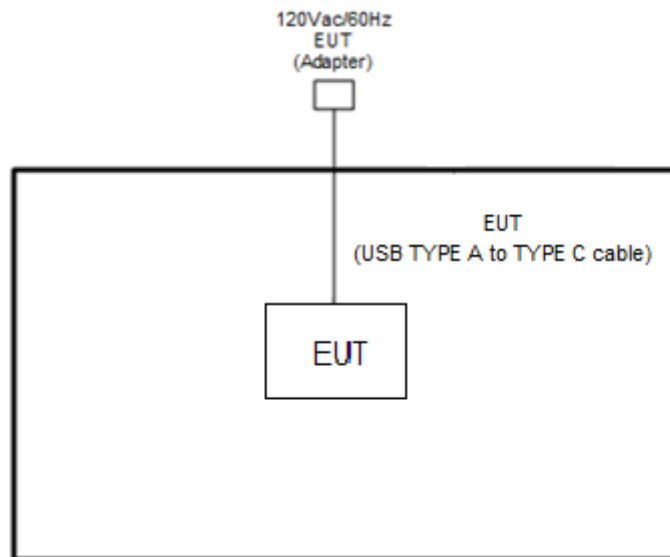 120Vac/60Hz
EUT
(Adapter)
EUT
(USB TYPE A to TYPE C cable)
EUT